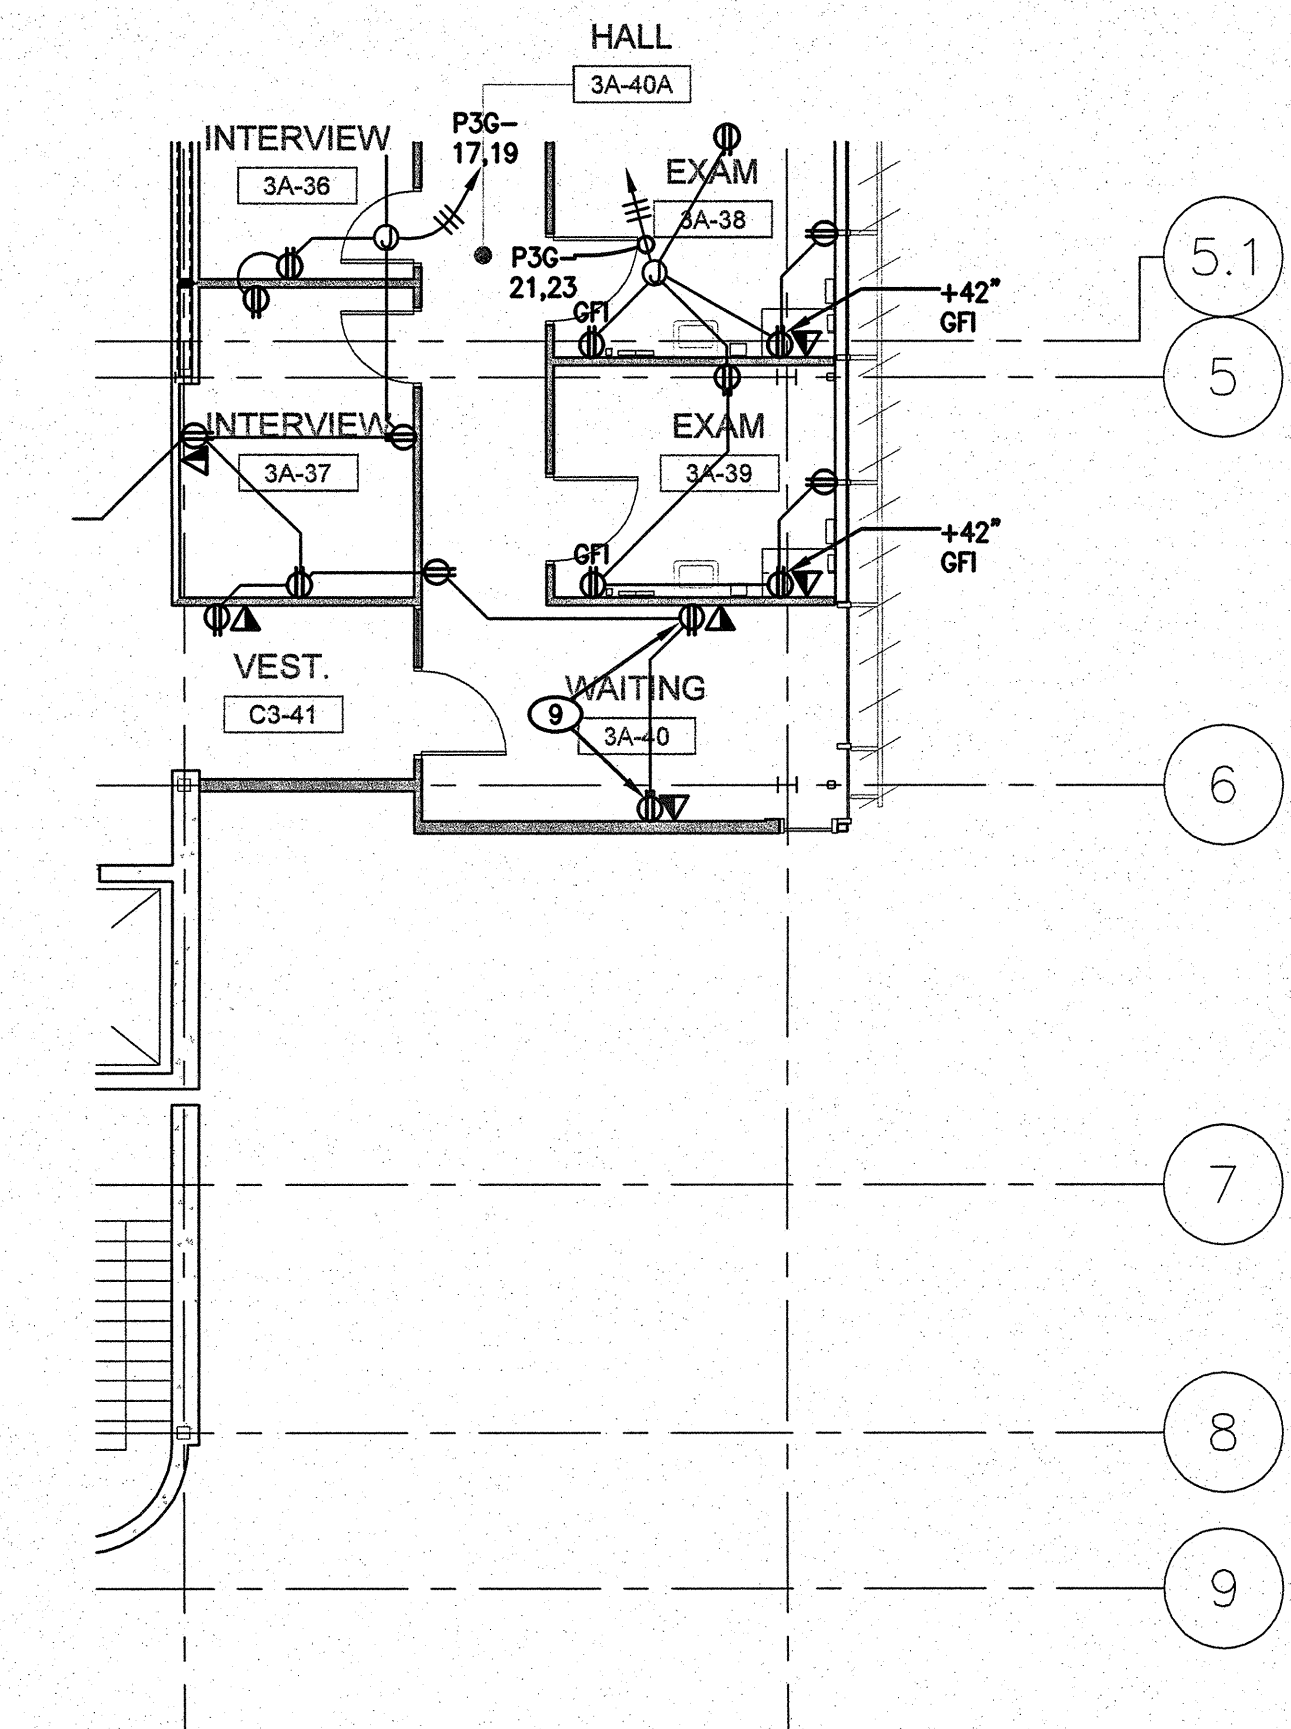 HALL
3A-40A
P3G-
17,19
INTERVIEW
3A-36
EXAM
3A-38
J
P3G-
21,23
J
GFI
+42"
GFI
5.1
5
INTERVIEW
3A-37
EXAM
3A-39
GFI
+42"
GFI
VEST.
C3-41
WAITING
3A-40
9
6
7
8
9